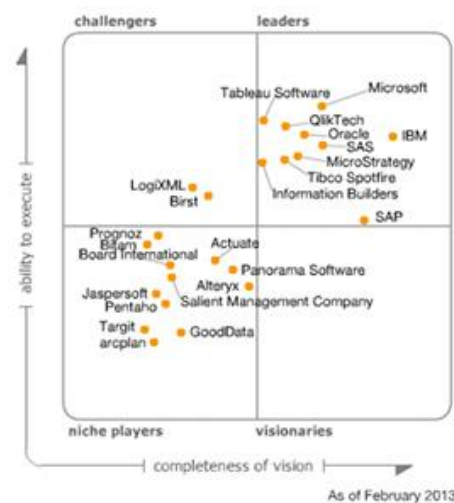 challengers
leaders
Microsoft
Tableau Software
QlikTech
Oracle
IBM
SAS
MicroStrategy
Tibco Spotfire
Information Builders
LogiXML
Birst
SAP
Prognoz
Bitam
Board International
Actuate
Panorama Software
Alteryx
Salient Management Company
Jaspersoft
Pentaho
Targit
arcplan
GoodData
niche players
visionaries
ability to execute
completeness of vision
As of February 2013